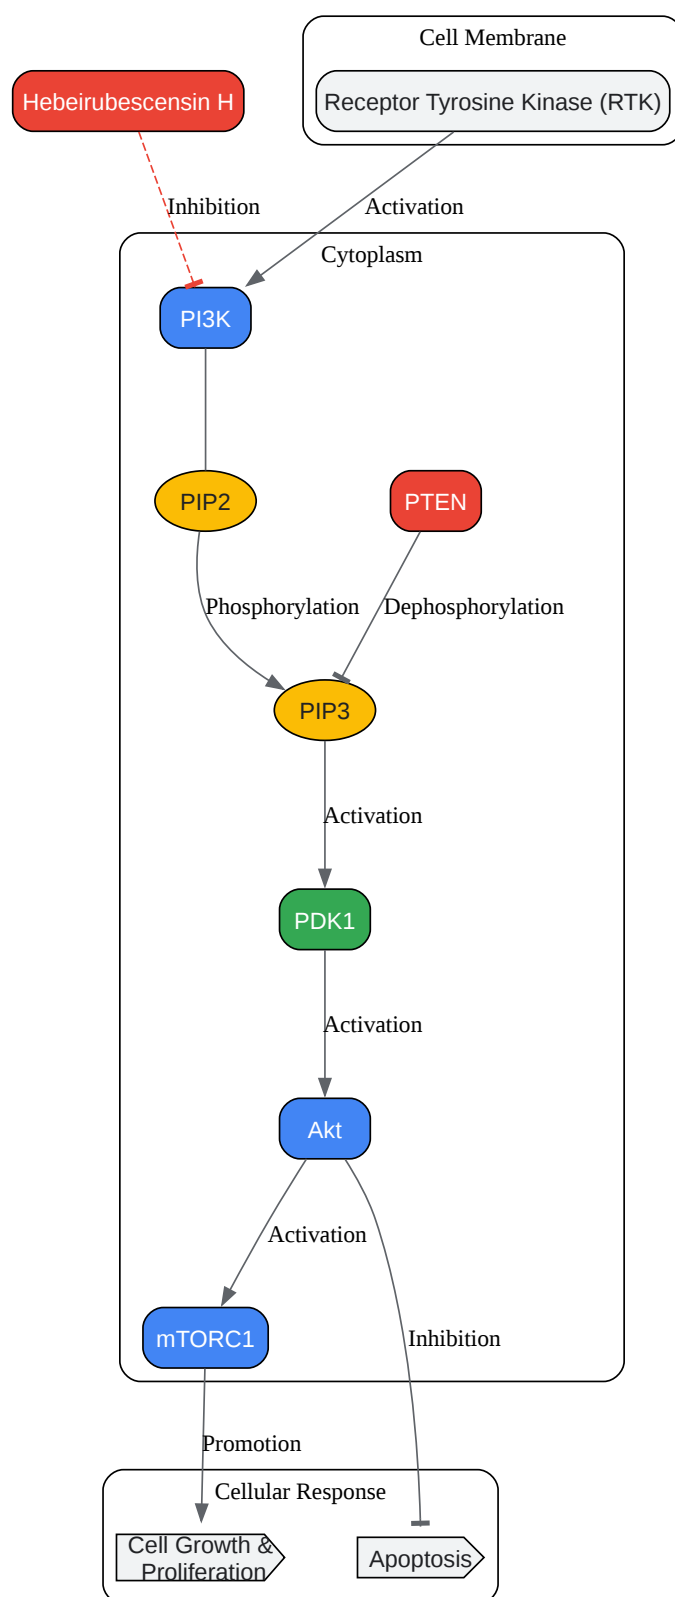 Cell Membrane
Hebeirubescensin H
Receptor Tyrosine Kinase (RTK)
Inhibition
Activation
Cytoplasm
PI3K
PIP2
PTEN
Phosphorylation
Dephosphorylation
PIP3
Activation
PDK1
Activation
Akt
Activation
mTORC1
Inhibition
Promotion
Cellular Response
Cell Growth &
Proliferation
Apoptosis